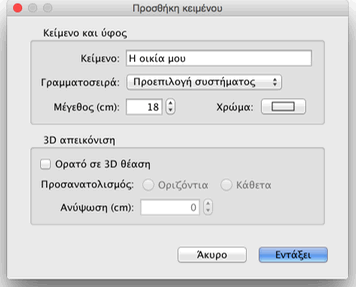 Προσθήκη κειμένου
Κείμενο και ύφος
Κείμενο: Η οικία μου
Γραμματοσειρά: Προεπιλογή συστήματος
Μέγεθος (cm): 18 Χρώμα:
3D απεικόνιση
Ορατό σε 3D θέαση
Προσανατολισμός: Οριζόντια Κάθετα
Ανύψωση (cm): 0
Άκυρο Εντάξει